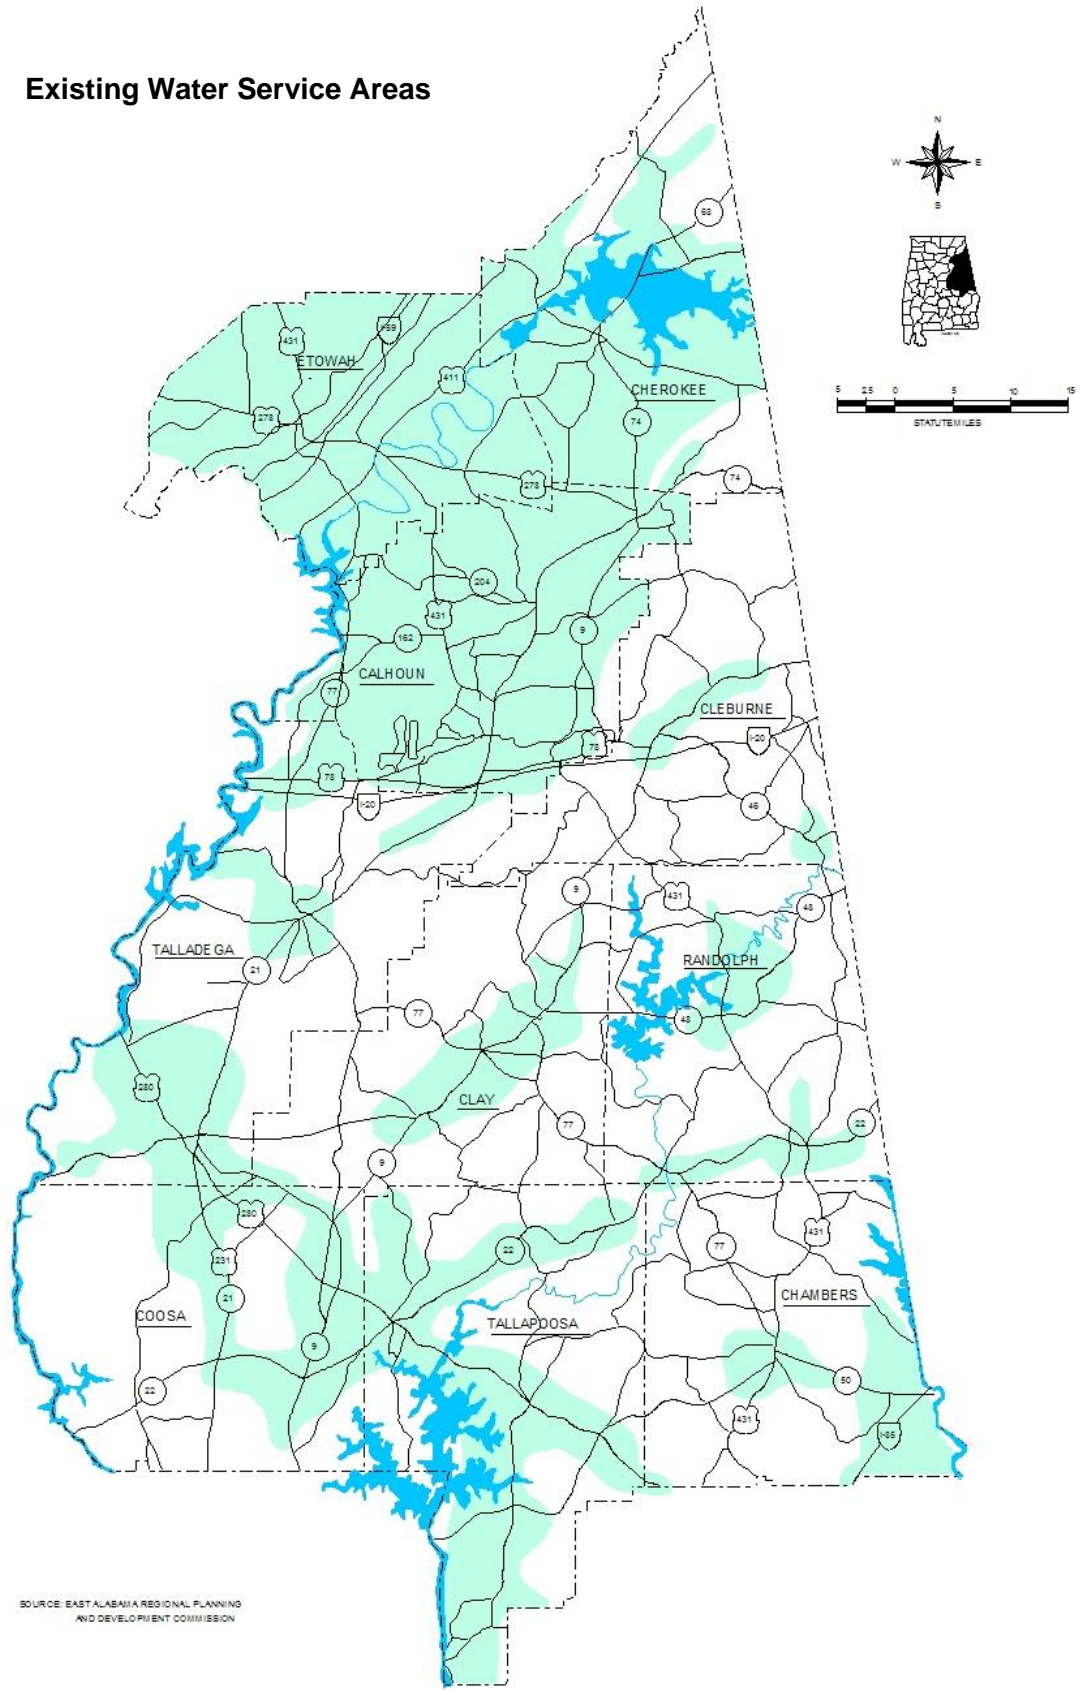 Existing Water Service Areas
N
W E
S
5 2.5 0 5 10 15
STATUTE MILES
68
I-59
431
ETOWAH
411
CHEROKEE
278
74
278
74
204
431
162
9
CALHOUN
77
CLEBURNE
78
I-20
78
I-20
46
9
431
48
TALLADEGA
RANDOLPH
21
77
48
280
CLAY
77
22
9
280
431
22
77
231
21
CHAMBERS
COOSA
TALLAPOOSA
9
22
50
431
I-85
SOURCE: EAST ALABAMA REGIONAL PLANNING
AND DEVELOPMENT COMMISSION